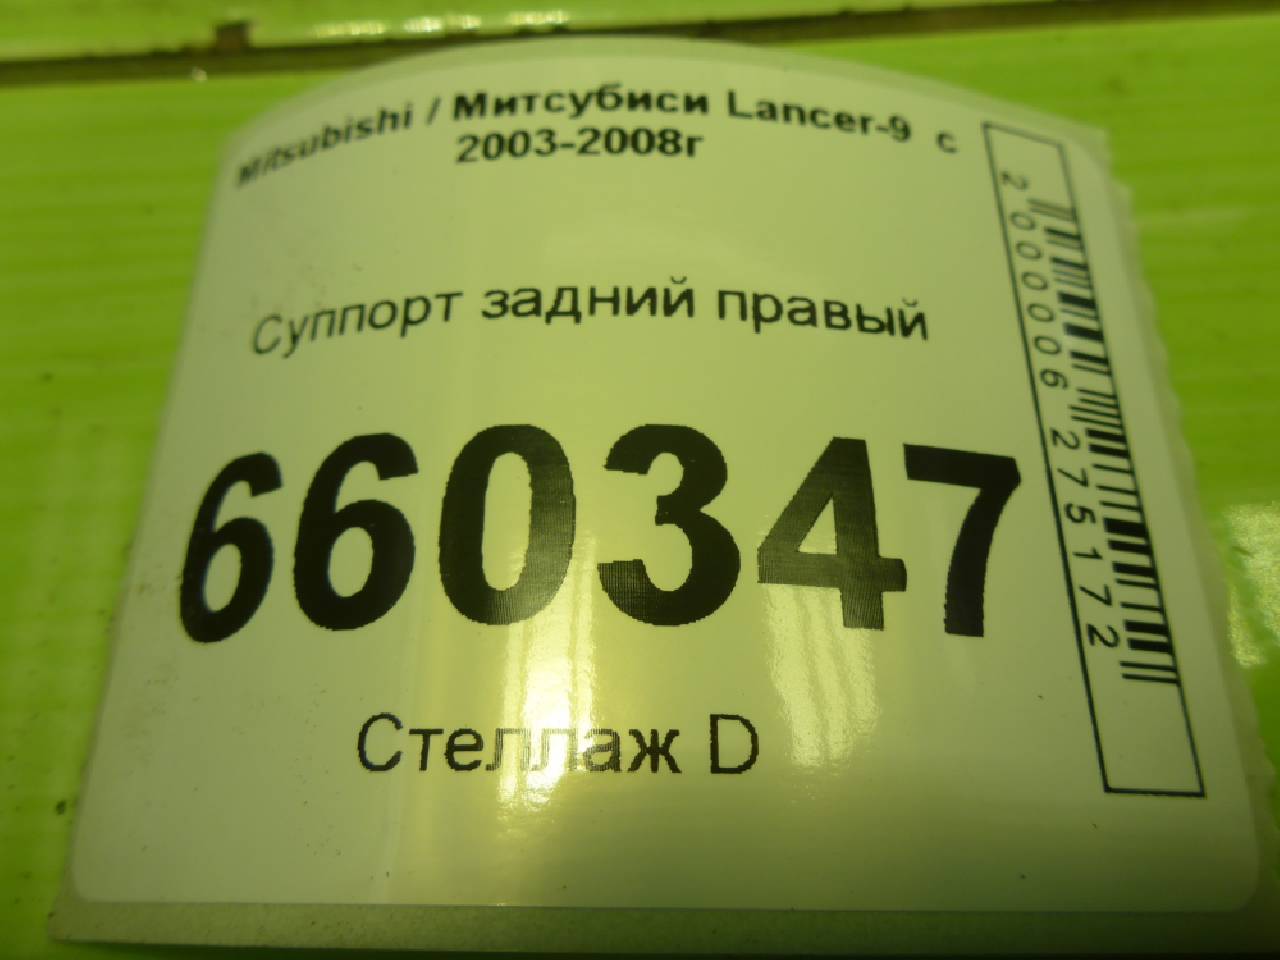 Mitsubishi / Митсубиси Lancer-9 с
2003-2008г
Суппорт задний правый
660347
Стеллаж D
2000006275172